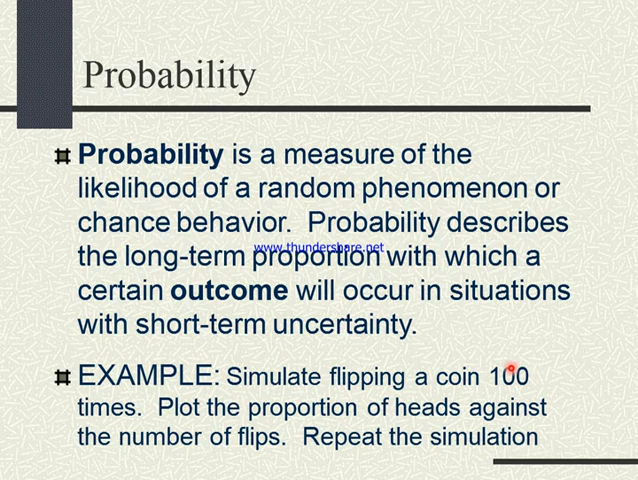 Probability
Probability is a measure of the
likelihood of a random phenomenon or
chance behavior.  Probability describes
www.thundershare.net
the long-term proportion with which a
certain outcome will occur in situations
with short-term uncertainty.
EXAMPLE: Simulate flipping a coin 100
times.  Plot the proportion of heads against
the number of flips.  Repeat the simulation